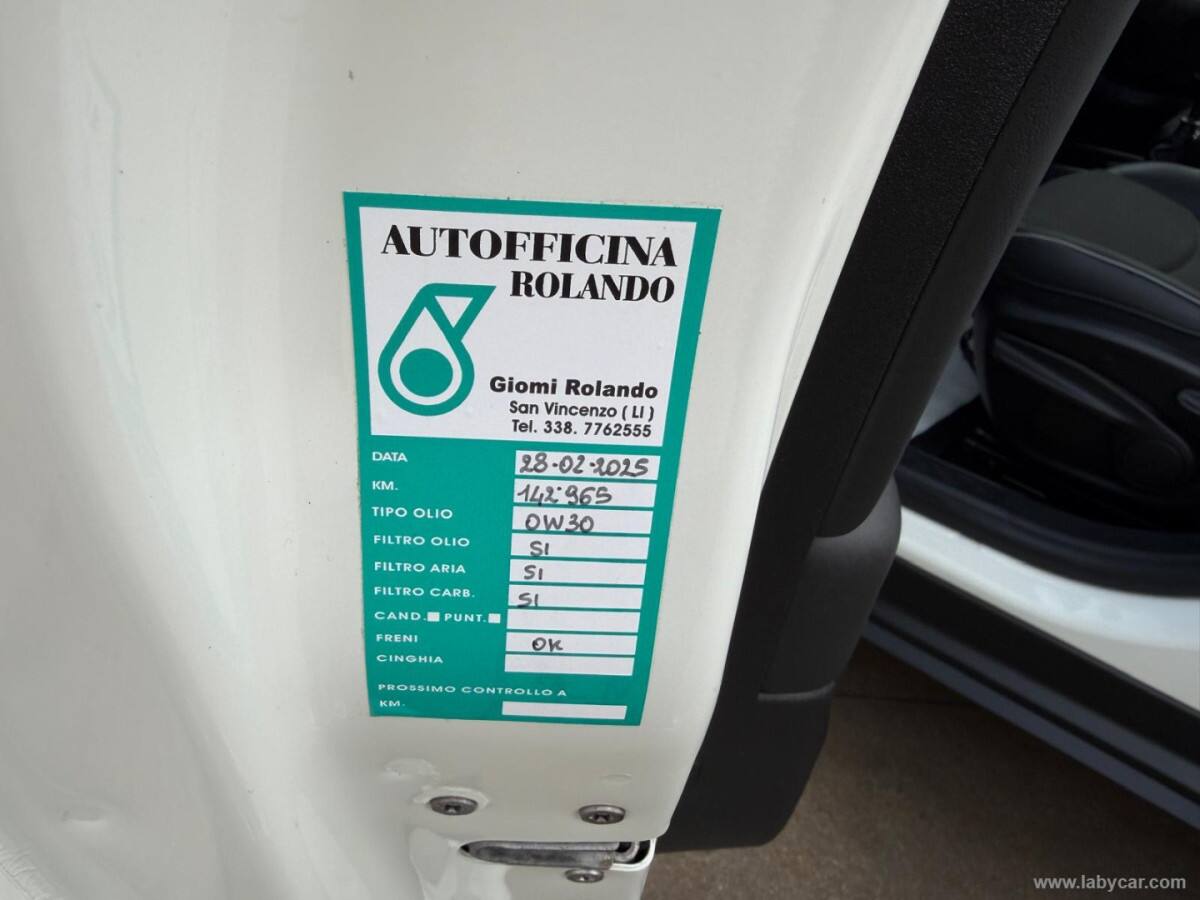 AUTOFFICINA
ROLANDO
Giomi Rolando
San Vincenzo ( LI )
Tel. 338. 7762555
DATA 28-02-2025
KM. 142.965
TIPO OLIO 0W30
FILTRO OLIO SI
FILTRO ARIA SI
FILTRO CARB. SI
CAND. PUNT.
FRENI OK
CINGHIA
PROSSIMO CONTROLLO A
KM.
www.labycar.com